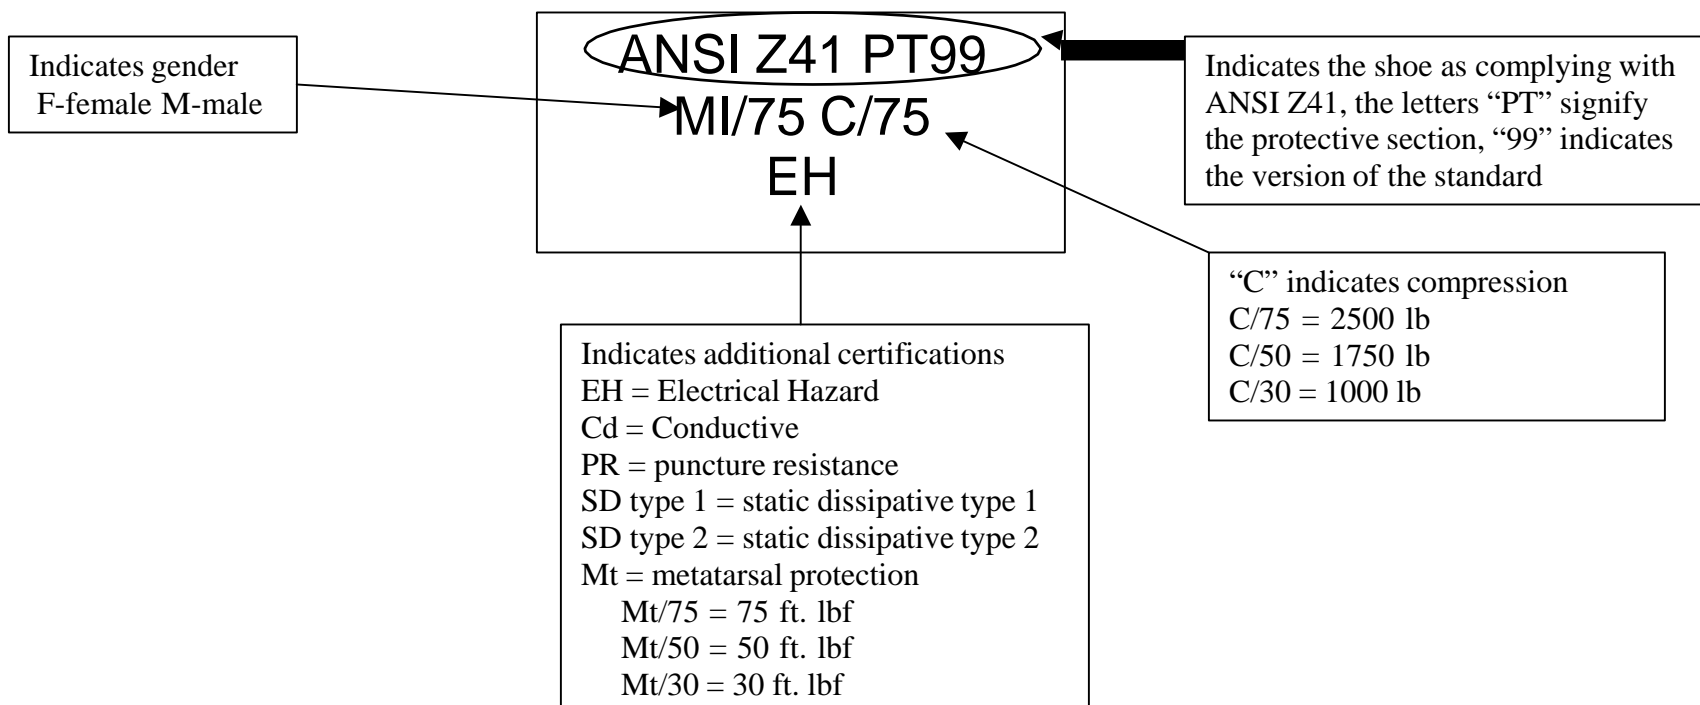 ANSI Z41 PT99
MI/75 C/75
EH
Indicates gender
F-female M-male
Indicates the shoe as complying with
ANSI Z41, the letters “PT” signify
the protective section, “99” indicates
the version of the standard
“C” indicates compression
C/75 = 2500 lb
C/50 = 1750 lb
C/30 = 1000 lb
Indicates additional certifications
EH = Electrical Hazard
Cd = Conductive
PR = puncture resistance
SD type 1 = static dissipative type 1
SD type 2 = static dissipative type 2
Mt = metatarsal protection
Mt/75 = 75 ft. lbf
Mt/50 = 50 ft. lbf
Mt/30 = 30 ft. lbf